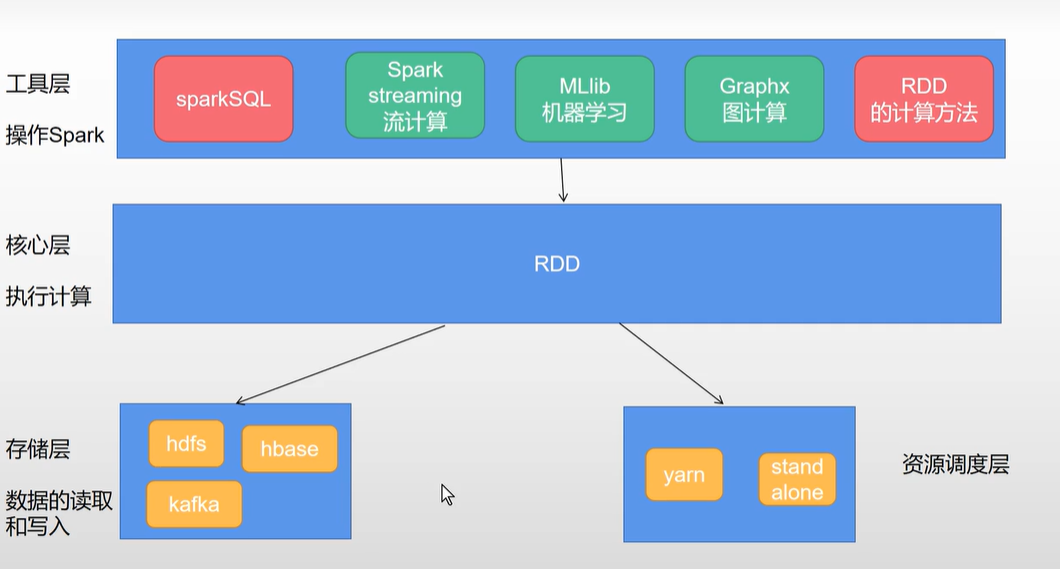 工具层
操作Spark
sparkSQL
Spark
streaming
流计算
MLlib
机器学习
Graphx
图计算
RDD
的计算方法
核心层
执行计算
RDD
存储层
数据的读取
和写入
hdfs
hbase
kafka
yarn
stand
alone
资源调度层